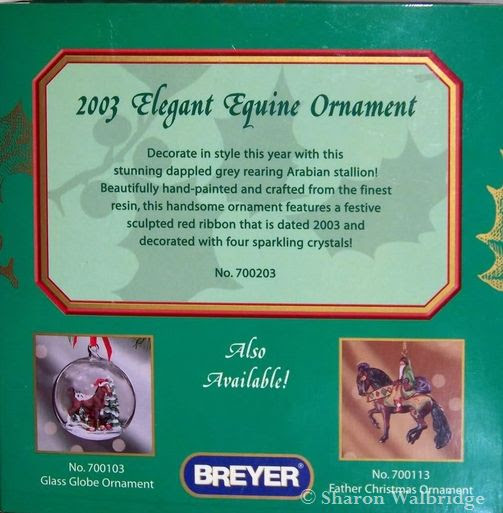 2003 Elegant Equine Ornament
Decorate in style this year with this
stunning dappled grey rearing Arabian stallion!
Beautifully hand-painted and crafted from the finest
resin, this handsome ornament features a festive
sculpted red ribbon that is dated 2003 and
decorated with four sparkling crystals!
No. 700203
Also
Available!
No. 700103
Glass Globe Ornament
BREYER®
No. 700113
Father Christmas Ornament
© Sharon Walbridge